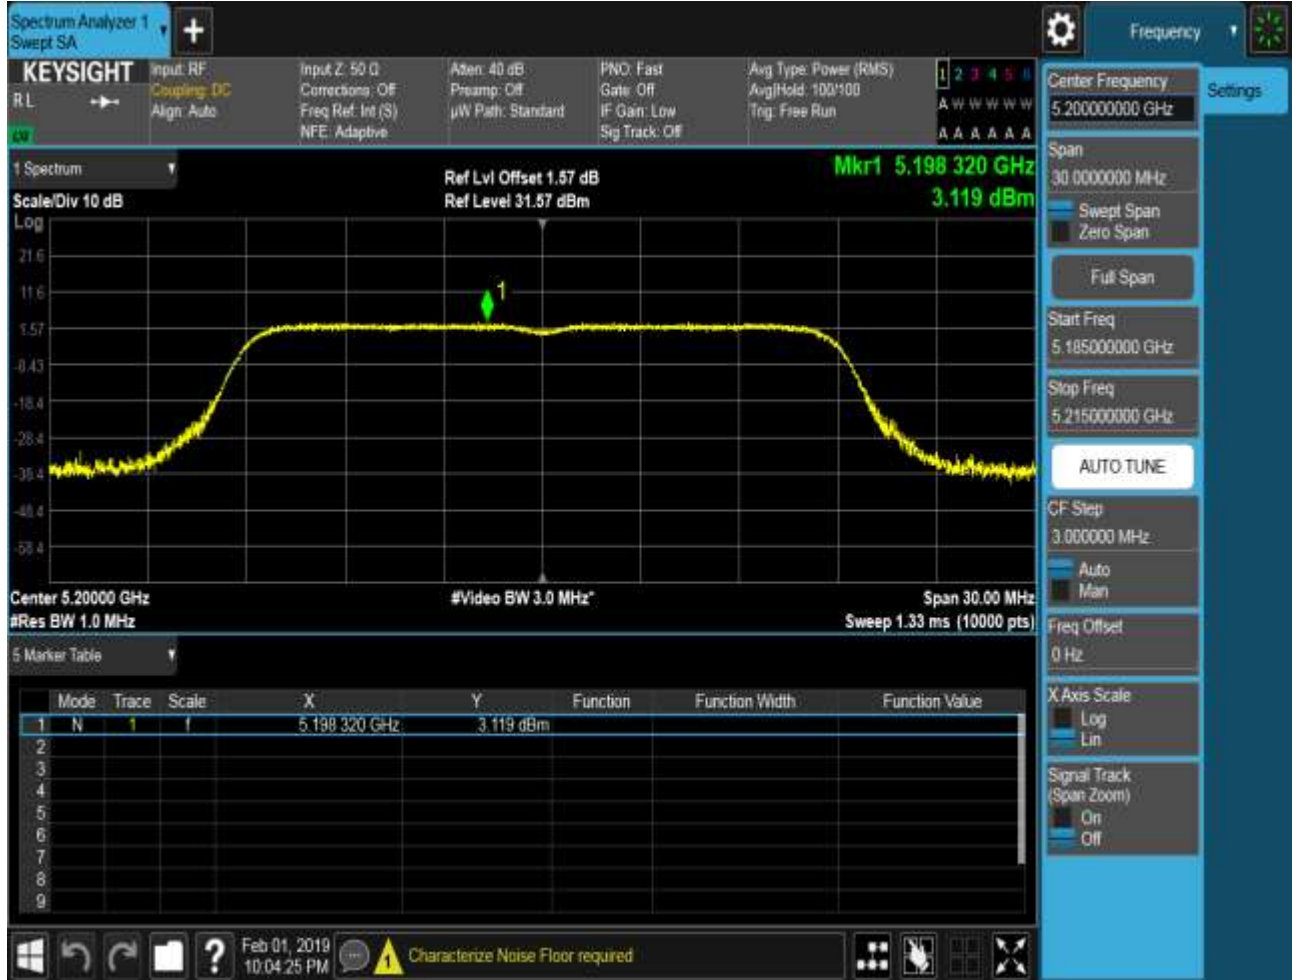 Spectrum Analyzer 1
Swept SA
Frequency
KEYSIGHT
RL
Input: RF
Coupling: DC
Align: Auto
Input Z: 50 Ω
Corrections: Off
Freq Ref: Int (S)
NFE: Adaptive
Atten: 40 dB
Preamp: Off
µW Path: Standard
PNO: Fast
Gate: Off
IF Gain: Low
Sig Track: Off
Avg Type: Power (RMS)
Avg|Hold: 100/100
Trig: Free Run
1 2 3 4 5 6
A W W W W W
A A A A A A
1 Spectrum
Scale/Div 10 dB
Ref Lvl Offset 1.57 dB
Ref Level 31.57 dBm
Mkr1 5.198 320 GHz
3.119 dBm
Log
21.6
11.6
1.57
-8.43
-18.4
-28.4
-38.4
-48.4
-58.4
1
Center 5.20000 GHz
#Res BW 1.0 MHz
#Video BW 3.0 MHz*
Span 30.00 MHz
Sweep 1.33 ms (10000 pts)
5 Marker Table
Mode Trace Scale X Y Function Function Width Function Value
1 N 1 f 5.198 320 GHz 3.119 dBm
2
3
4
5
6
7
8
9
Center Frequency
5.200000000 GHz
Settings
Span
30.0000000 MHz
Swept Span
Zero Span
Full Span
Start Freq
5.185000000 GHz
Stop Freq
5.215000000 GHz
AUTO TUNE
CF Step
3.000000 MHz
Auto
Man
Freq Offset
0 Hz
X Axis Scale
Log
Lin
Signal Track
(Span Zoom)
On
Off
?
Feb 01, 2019
10:04:25 PM
1
Characterize Noise Floor required